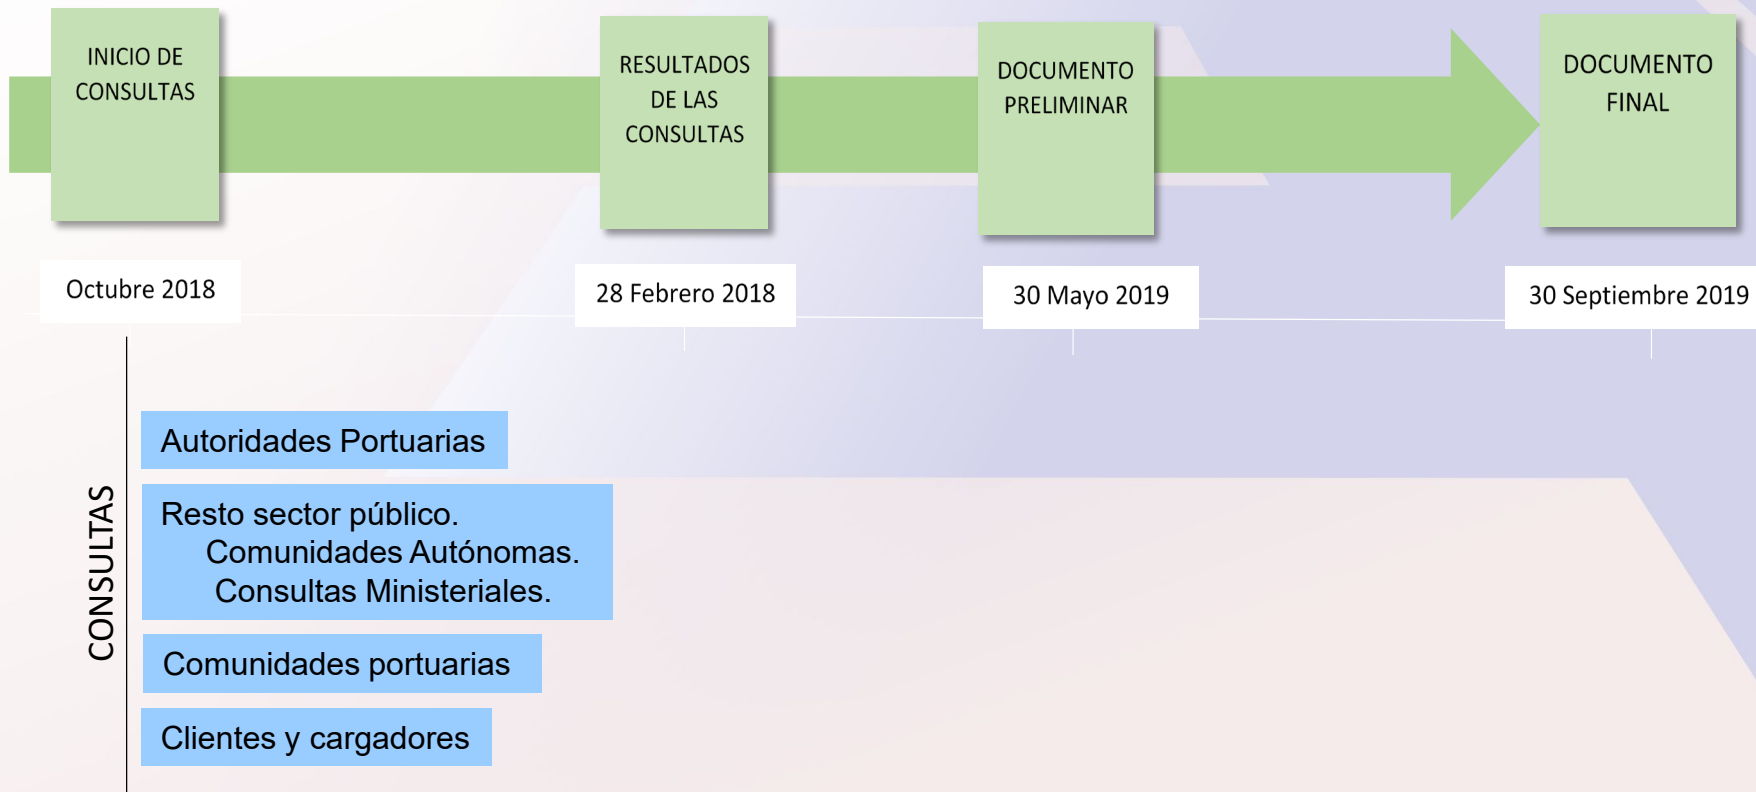 INICIO DE
CONSULTAS
RESULTADOS
DE LAS
CONSULTAS
DOCUMENTO
PRELIMINAR
DOCUMENTO
FINAL
Octubre 2018
28 Febrero 2018
30 Mayo 2019
30 Septiembre 2019
CONSULTAS
Autoridades Portuarias
Resto sector público.
Comunidades Autónomas.
Consultas Ministeriales.
Comunidades portuarias
Clientes y cargadores